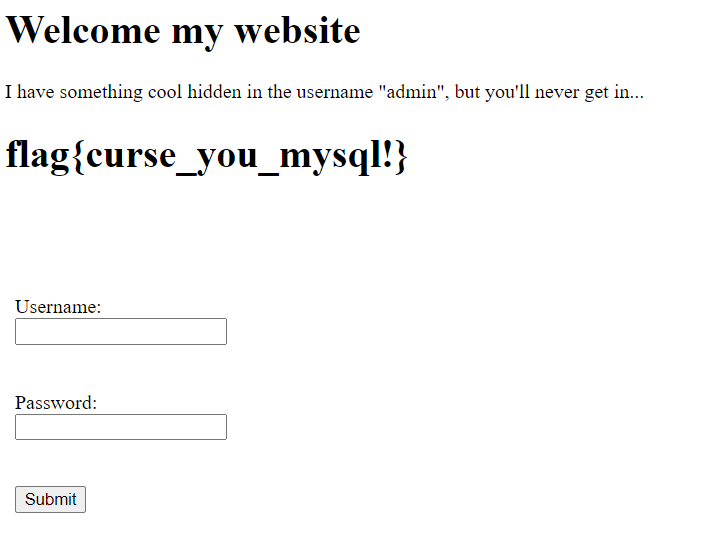 Welcome my website
I have something cool hidden in the username "admin", but you'll never get in...
flag{curse_you_mysql!}
Username:
Password:
Submit